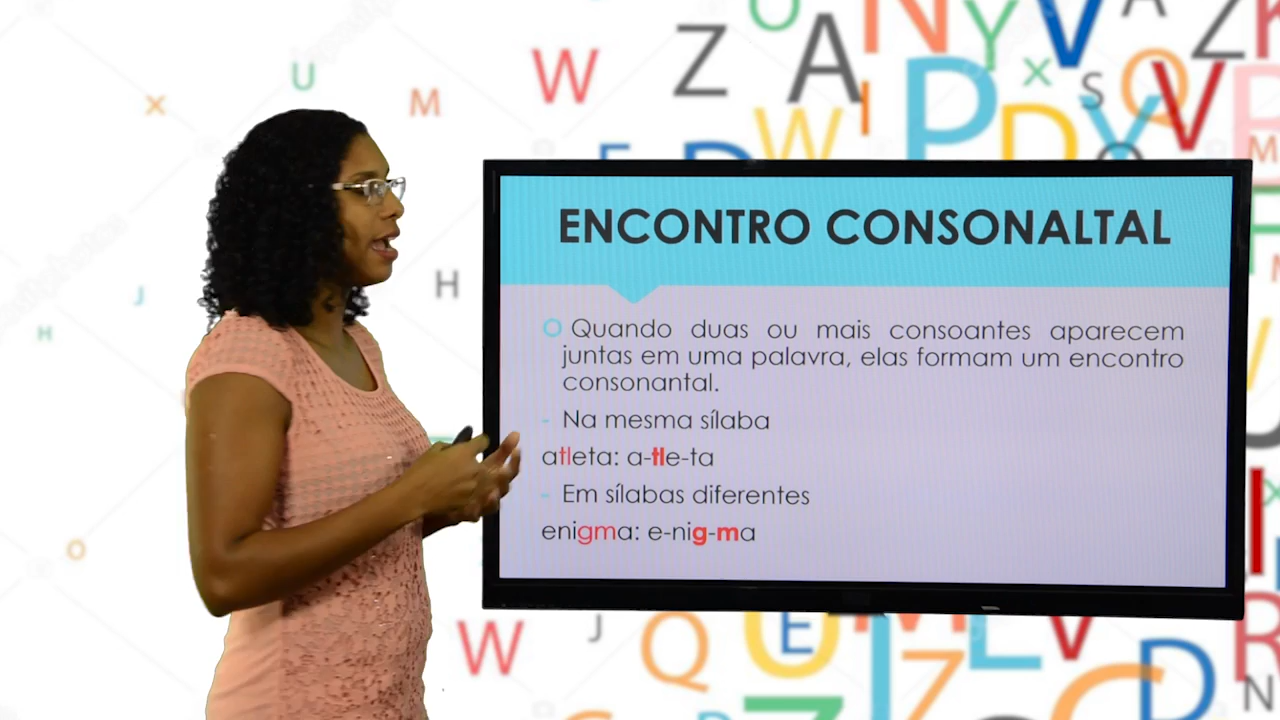 ENCONTRO CONSONALTAL
Quando duas ou mais consoantes aparecem
juntas em uma palavra, elas formam um encontro
consonantal.
- Na mesma sílaba
atleta: a-tle-ta
- Em sílabas diferentes
enigma: e-nig-ma